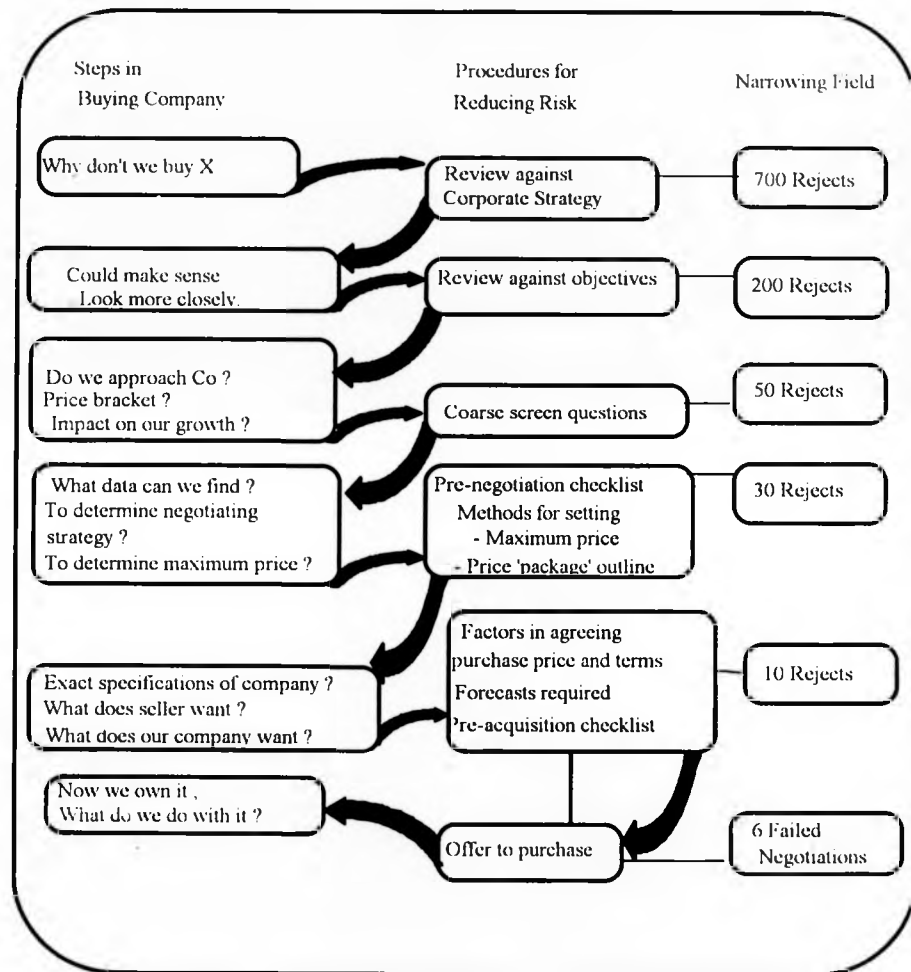 Steps in
Buying Company
Procedures for
Reducing Risk
Narrowing Field
Why don't we buy X
Review against
Corporate Strategy
700 Rejects
Could make sense
Look more closely.
Review against objectives
200 Rejects
Do we approach Co ?
Price bracket ?
Impact on our growth ?
Coarse screen questions
50 Rejects
What data can we find ?
To determine negotiating
strategy ?
To determine maximum price ?
Pre-negotiation checklist
Methods for setting
- Maximum price
- Price 'package' outline
30 Rejects
Exact specifications of company ?
What does seller want ?
What does our company want ?
Factors in agreeing
purchase price and terms
Forecasts required
Pre-acquisition checklist
10 Rejects
Now we own it ,
What do we do with it ?
Offer to purchase
6 Failed
Negotiations